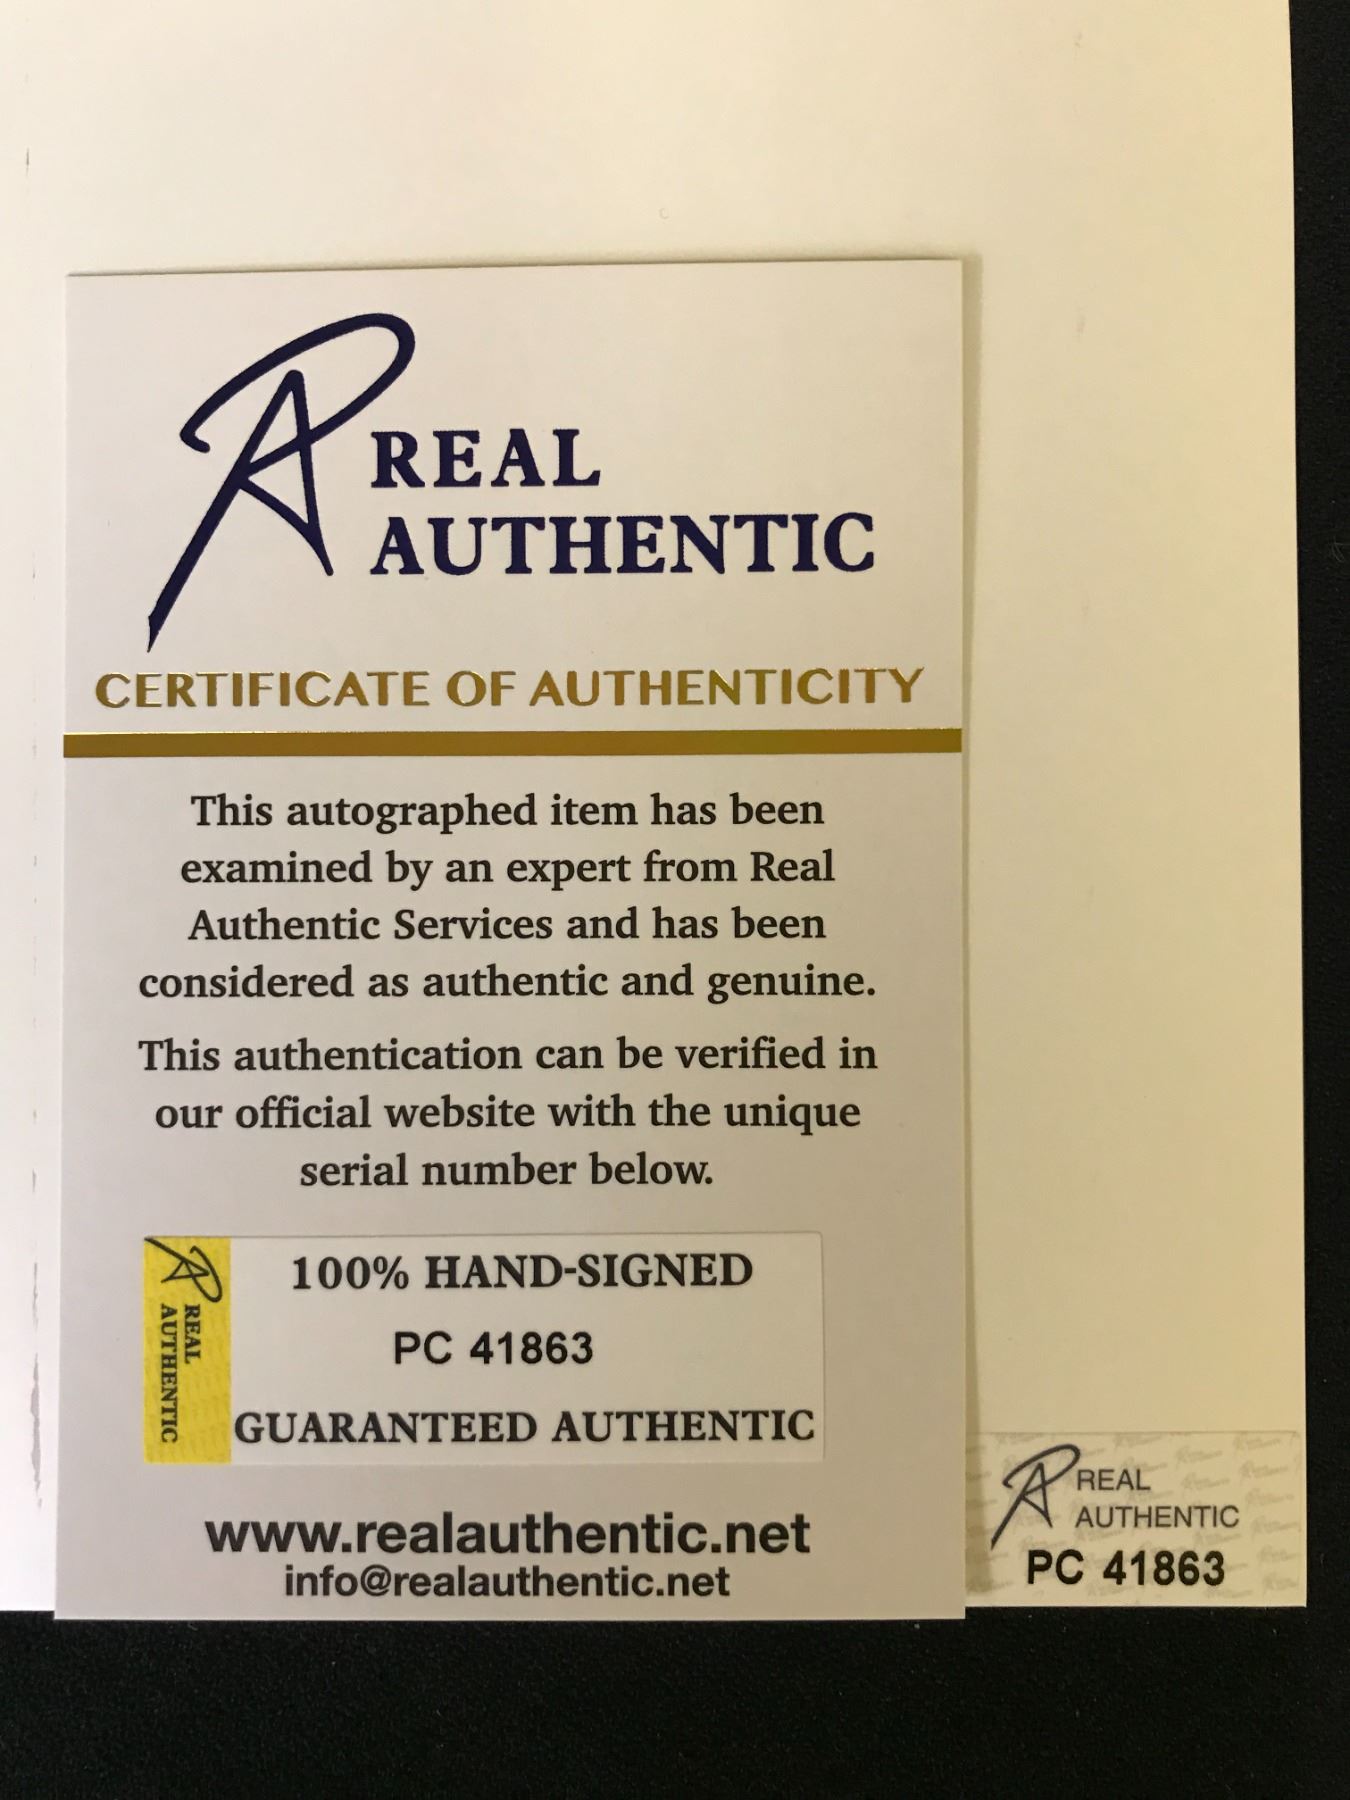 REAL
AUTHENTIC
CERTIFICATE OF AUTHENTICITY
This autographed item has been
examined by an expert from Real
Authentic Services and has been
considered as authentic and genuine.
This authentication can be verified in
our official website with the unique
serial number below.
REAL
AUTHENTIC
100% HAND-SIGNED
PC 41863
GUARANTEED AUTHENTIC
www.realauthentic.net
info@realauthentic.net
REAL
AUTHENTIC
PC 41863